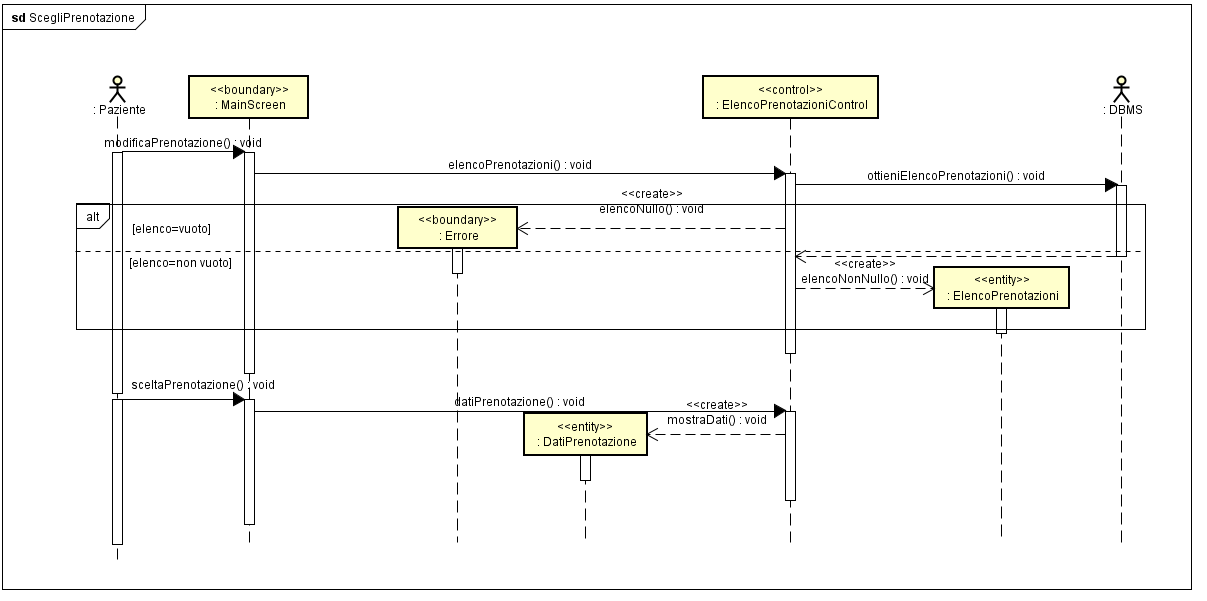 sd ScegliPrenotazione
: Paziente
<<boundary>>
: MainScreen
<<control>>
: ElencoPrenotazioniControl
: DBMS
modificaPrenotazione() : void
elencoPrenotazioni() : void
ottieniElencoPrenotazioni() : void
<<create>>
elencoNullo() : void
alt
[elenco=vuoto]
<<boundary>>
: Errore
[elenco=non vuoto]
<<create>>
elencoNonNullo() : void
<<entity>>
: ElencoPrenotazioni
sceltaPrenotazione() : void
datiPrenotazione() : void
<<create>>
mostraDati() : void
<<entity>>
: DatiPrenotazione